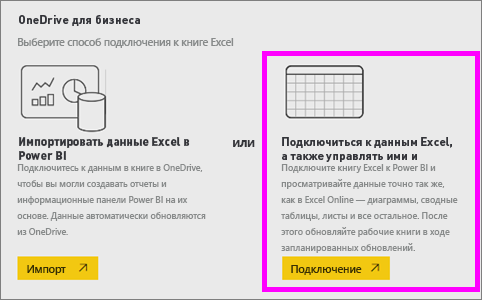 OneDrive для бизнеса
Выберите способ подключения к книге Excel
Импортировать данные Excel в
Power BI
Подключитесь к данным в книге в OneDrive,
чтобы вы могли создавать отчеты и
информационные панели Power BI на их
основе. Данные автоматически обновляются
из OneDrive.
Импорт
или
Подключиться к данным Excel,
а также управлять ими и
Подключите книгу Excel к Power BI и
просматривайте данные точно так же,
как в Excel Online — диаграммы, сводные
таблицы, листы и все остальное. После
этого обновляйте рабочие книги в ходе
запланированных обновлений.
Подключение